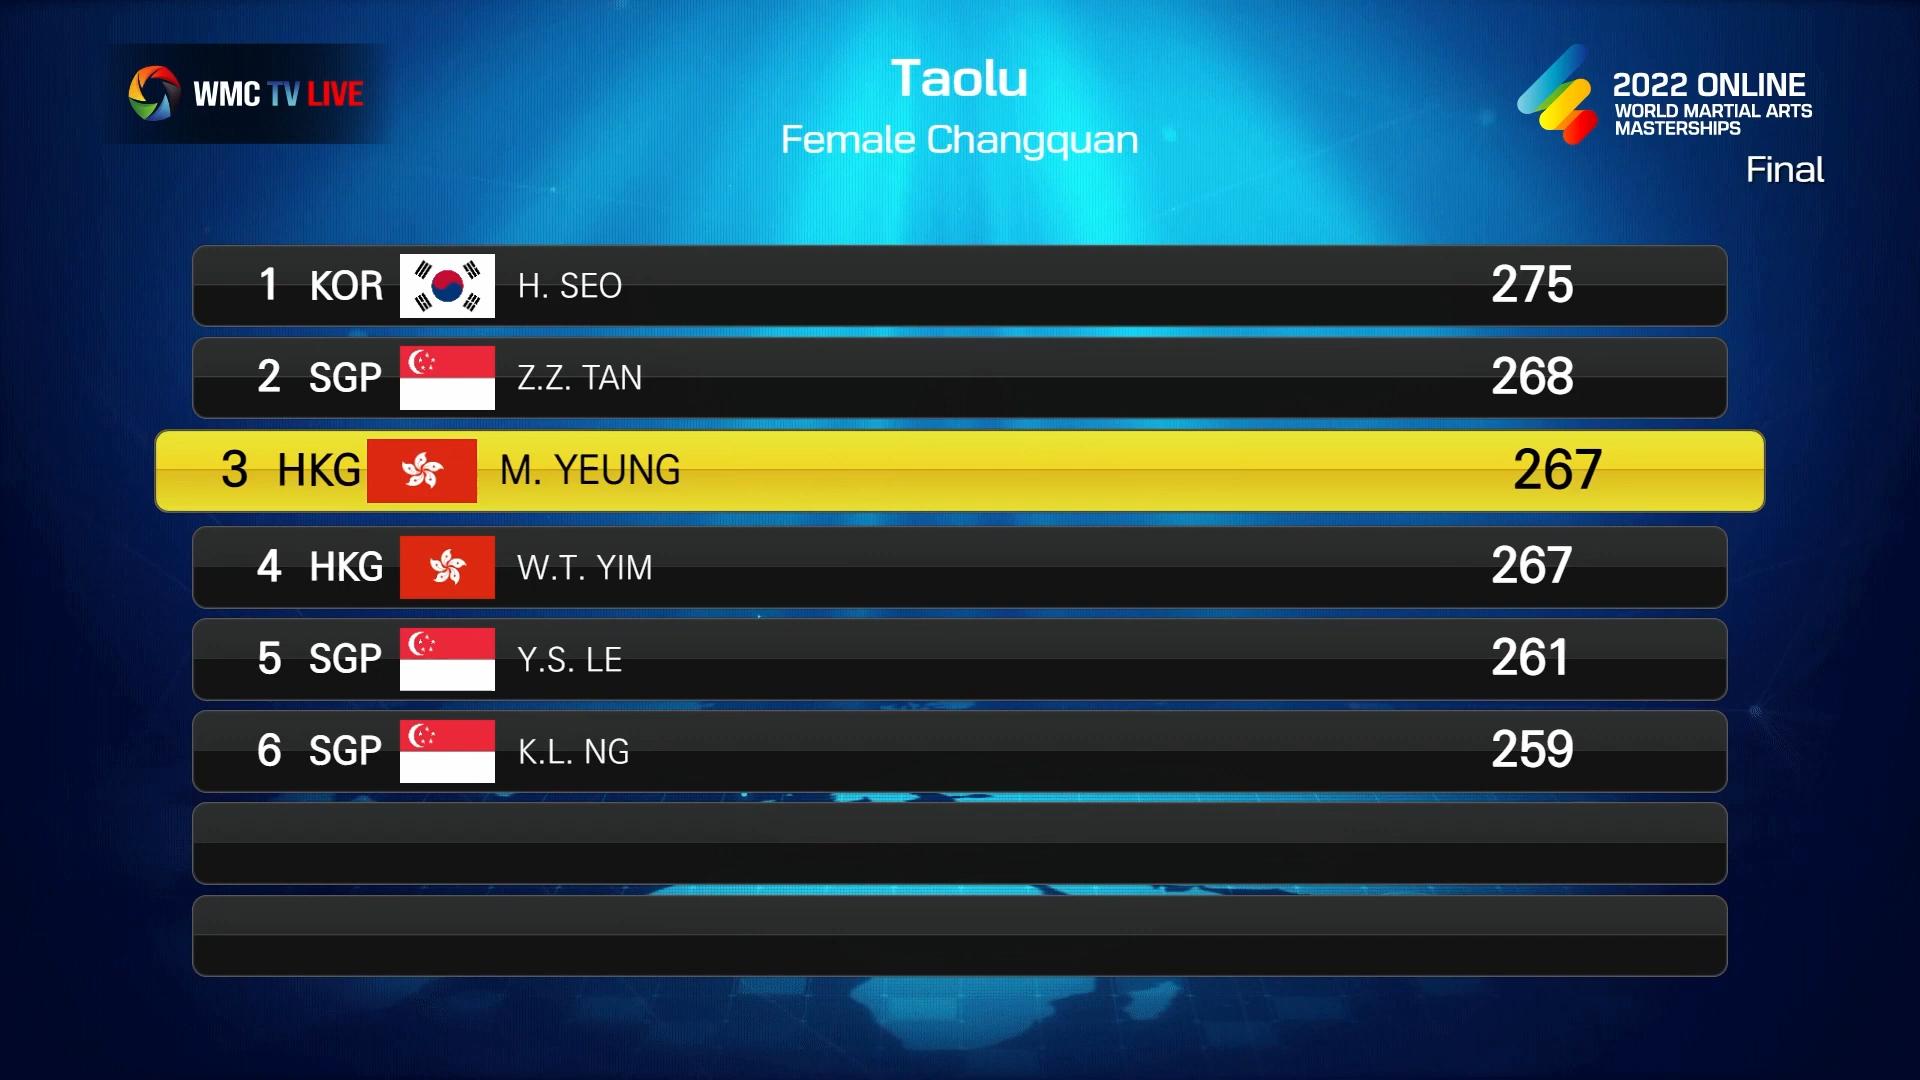 WMC TV LIVE
Taolu
Female Changquan
2022 ONLINE
WORLD MARTIAL ARTS
MASTERSHIPS
Final
1 KOR H. SEO 275
2 SGP Z.Z. TAN 268
3 HKG M. YEUNG 267
4 HKG W.T. YIM 267
5 SGP Y.S. LE 261
6 SGP K.L. NG 259